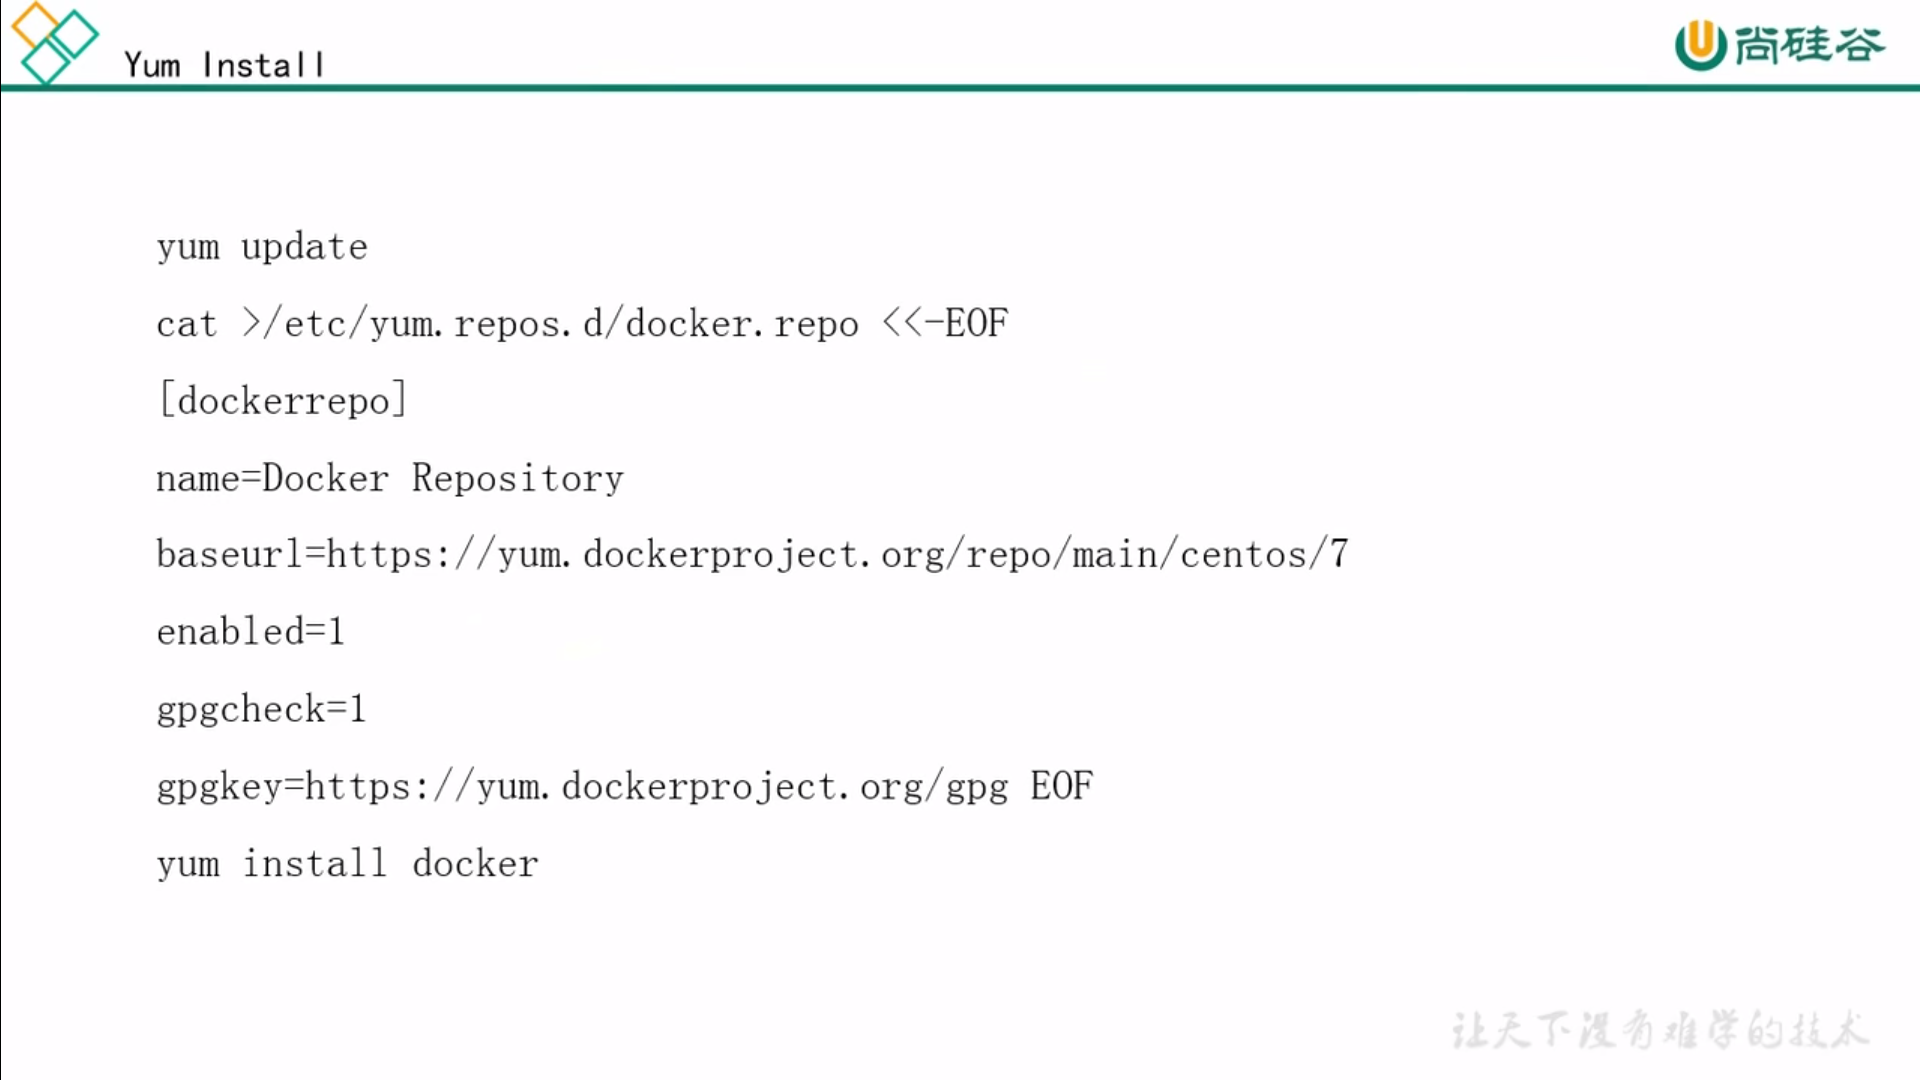 Yum Install
尚硅谷
yum update
cat >/etc/yum.repos.d/docker.repo <<-EOF
[dockerrepo]
name=Docker Repository
baseurl=https://yum.dockerproject.org/repo/main/centos/7
enabled=1
gpgcheck=1
gpgkey=https://yum.dockerproject.org/gpg EOF
yum install docker
让天下没有难学的技术